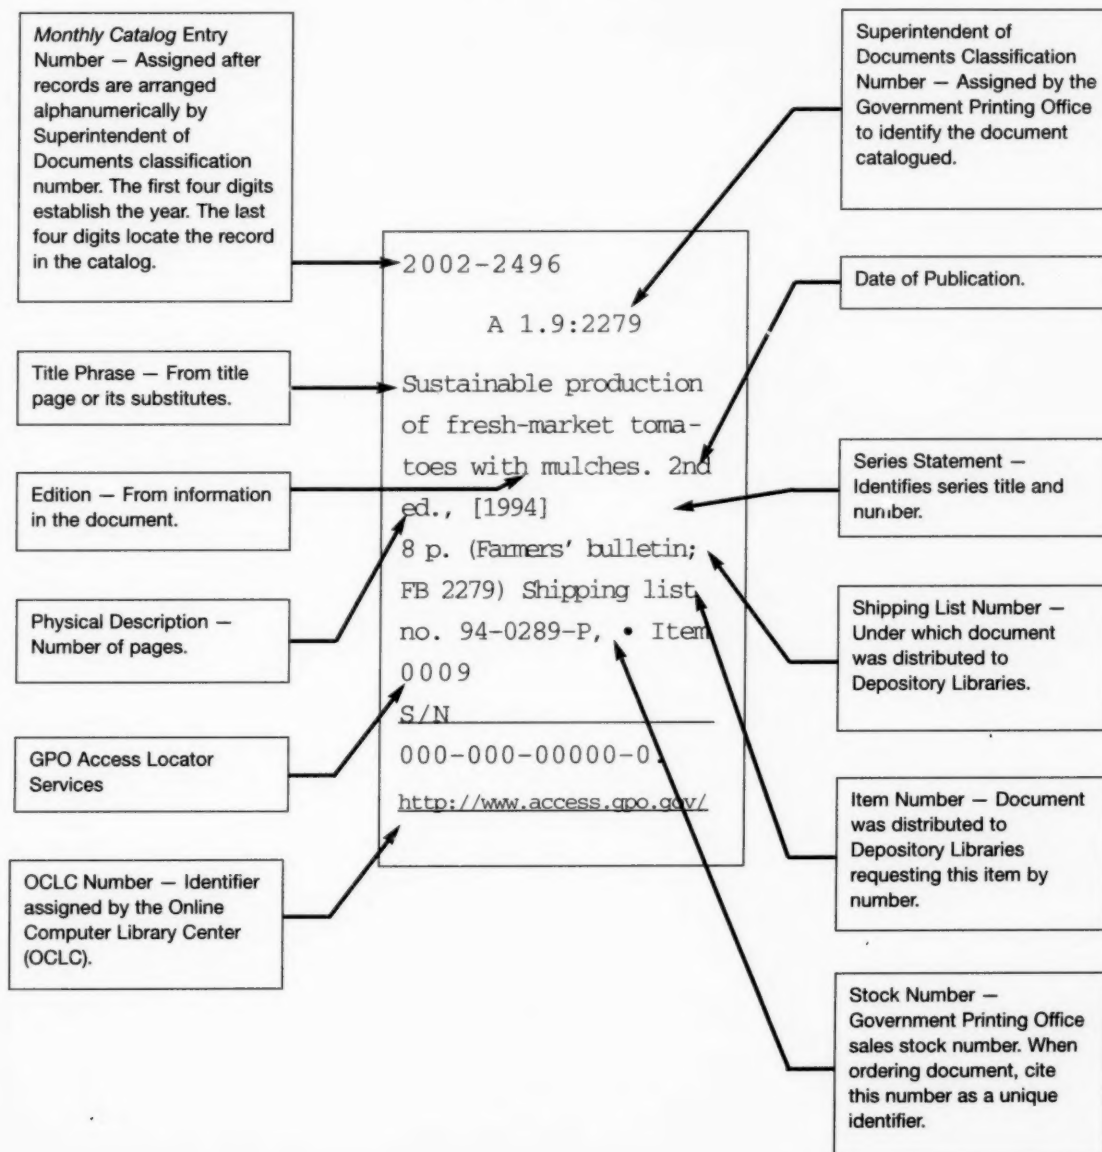 Monthly Catalog Entry
Number — Assigned after
records are arranged
alphanumerically by
Superintendent of
Documents classification
number. The first four digits
establish the year. The last
four digits locate the record
in the catalog.
Title Phrase — From title
page or its substitutes.
Edition — From information
in the document.
Physical Description —
Number of pages.
GPO Access Locator
Services
OCLC Number — Identifier
assigned by the Online
Computer Library Center
(OCLC).
2002-2496
A 1.9:2279
Sustainable production
of fresh-market toma-
toes with mulches. 2nd
ed., [1994]
8 p. (Farmers' bulletin;
FB 2279) Shipping list
no. 94-0289-P, • Item
0009
S/N
000-000-00000-0.
http://www.access.gpo.gov/
Superintendent of
Documents Classification
Number — Assigned by the
Government Printing Office
to identify the document
catalogued.
Date of Publication.
Series Statement —
Identifies series title and
number.
Shipping List Number —
Under which document
was distributed to
Depository Libraries.
Item Number — Document
was distributed to
Depository Libraries
requesting this item by
number.
Stock Number —
Government Printing Office
sales stock number. When
ordering document, cite
this number as a unique
identifier.